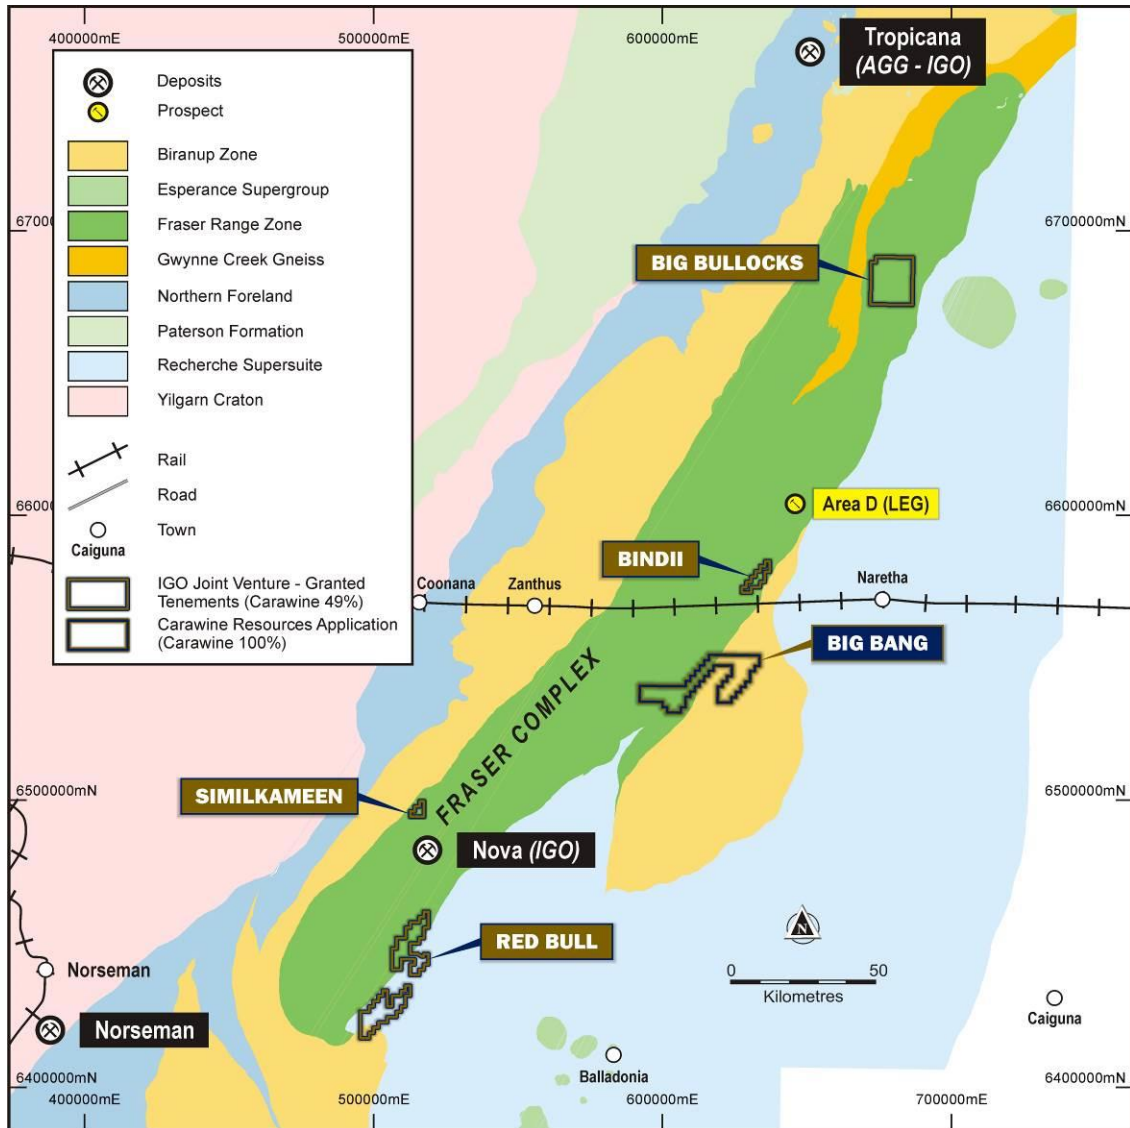 400000mE
500000mE
600000mE
Tropicana
(AGG - IGO)
Deposits
Prospect
Biranup Zone
Esperance Supergroup
Fraser Range Zone
Gwynne Creek Gneiss
Northern Foreland
Paterson Formation
Recherche Supersuite
Yilgarn Craton
Rail
Road
Town
Caiguna
IGO Joint Venture - Granted
Tenements (Carawine 49%)
Carawine Resources Application
(Carawine 100%)
67000
6700000mN
BIG BULLOCKS
66000
6600000mN
Area D (LEG)
BINDII
Coonana
Zanthus
Naretha
BIG BANG
FRASER COMPLEX
6500000mN
6500000mN
SIMILKAMEEN
Nova (IGO)
RED BULL
N
0
50
Kilometres
Norseman
Norseman
Caiguna
Balladonia
6400000mN
6400000mN
400000mE
500000mE
600000mE
700000mE